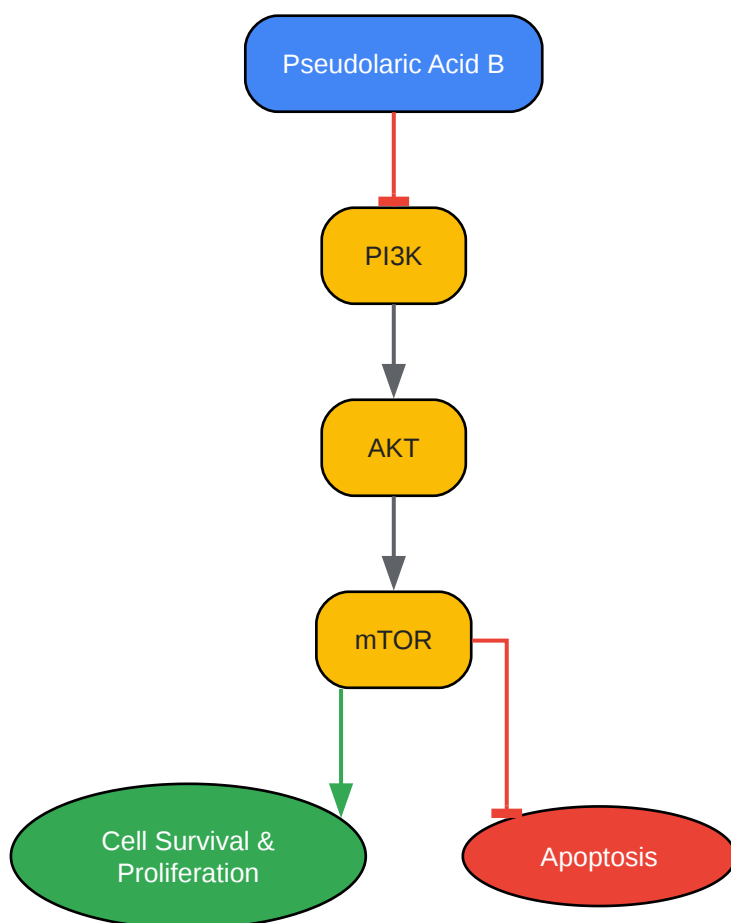 Pseudolaric Acid B
PI3K
AKT
mTOR
Cell Survival &
Proliferation
Apoptosis